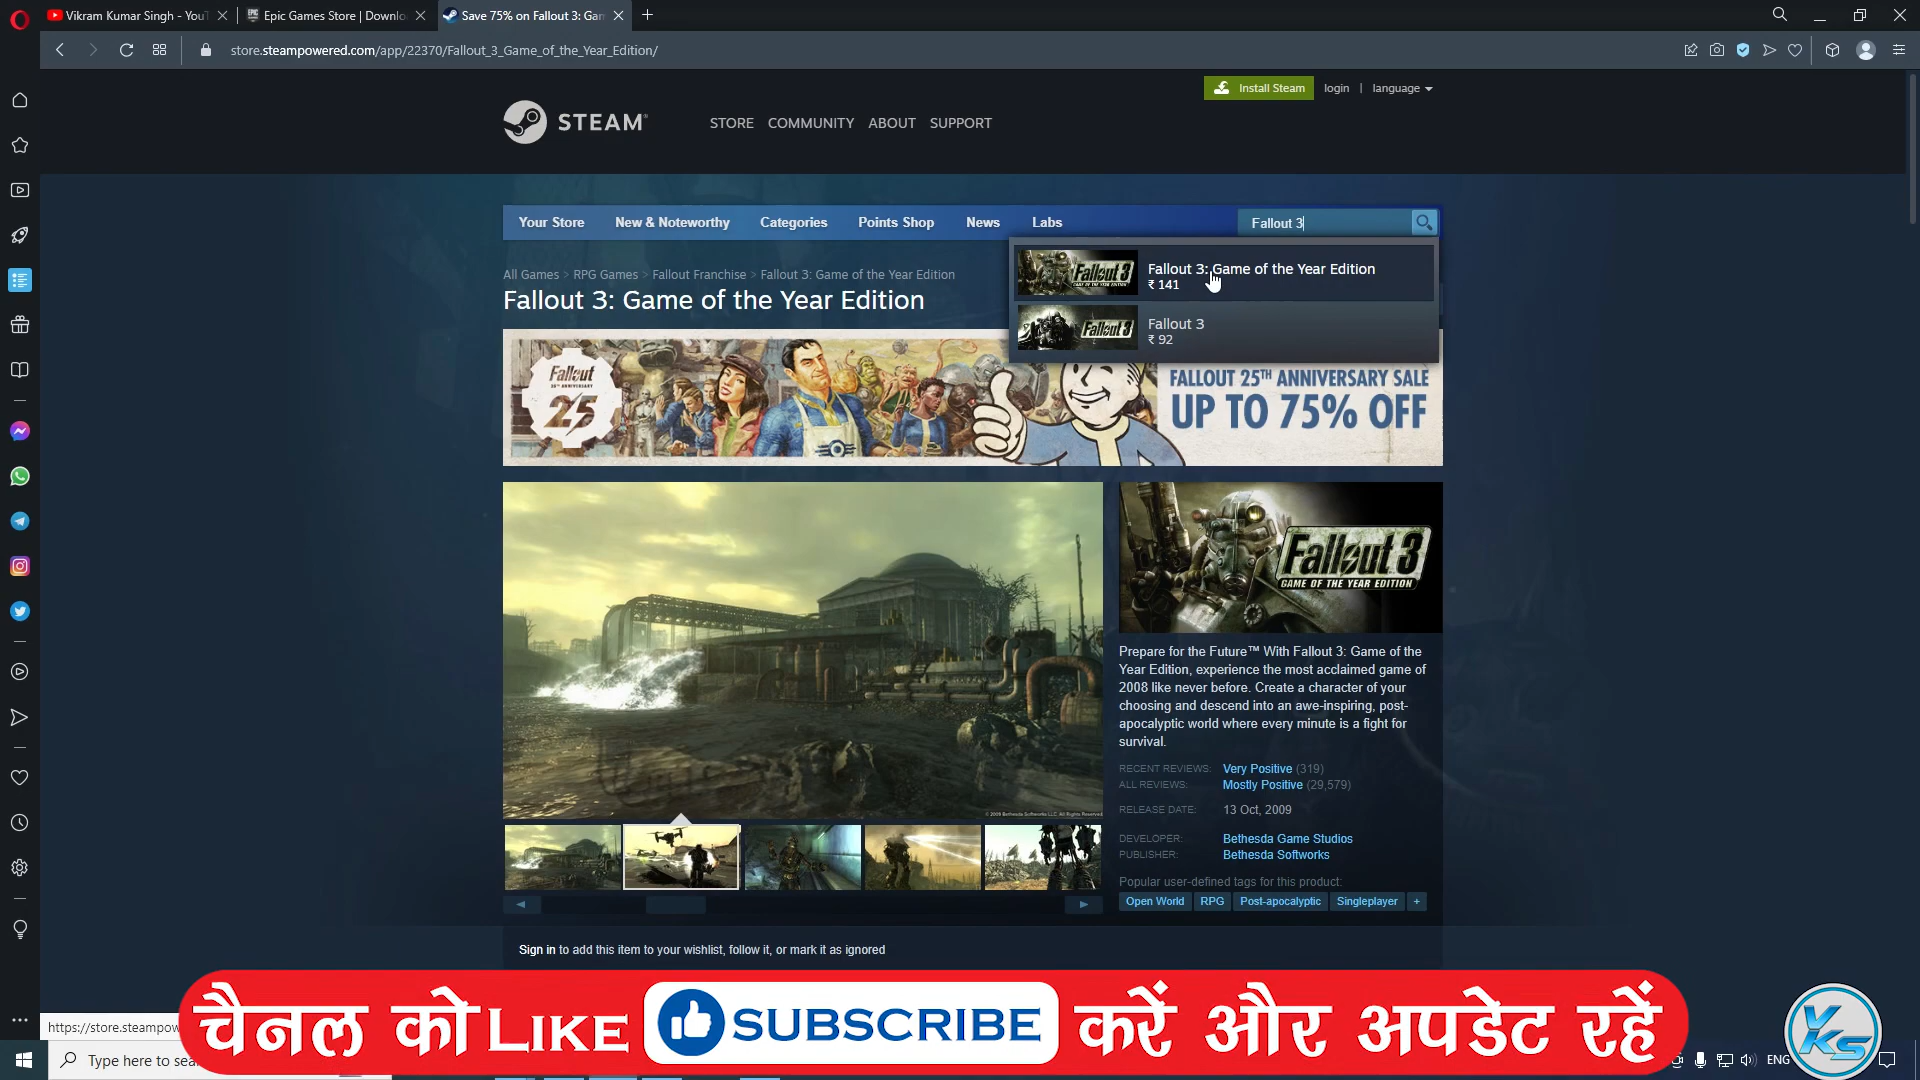 Vikram Kumar Singh - YouT
Epic Games Store | Downlo
Save 75% on Fallout 3: Gam
store.steampowered.com/app/22370/Fallout_3_Game_of_the_Year_Edition/
Install Steam
login
|
language
STEAM
STORE
COMMUNITY
ABOUT
SUPPORT
Your Store
New & Noteworthy
Categories
Points Shop
News
Labs
Fallout 3
Fallout 3: Game of the Year Edition
₹ 141
Fallout 3
₹ 92
All Games > RPG Games > Fallout Franchise > Fallout 3: Game of the Year Edition
Fallout 3: Game of the Year Edition
Fallout
25
FALLOUT 25TH ANNIVERSARY SALE
UP TO 75% OFF
Fallout 3
GAME OF THE YEAR EDITION
Prepare for the Future™ With Fallout 3: Game of the
Year Edition, experience the most acclaimed game of
2008 like never before. Create a character of your
choosing and descend into an awe-inspiring, post-
apocalyptic world where every minute is a fight for
survival.
RECENT REVIEWS: Very Positive (319)
ALL REVIEWS: Mostly Positive (29,579)
RELEASE DATE: 13 Oct, 2009
DEVELOPER: Bethesda Game Studios
PUBLISHER: Bethesda Softworks
Popular user-defined tags for this product:
Open World
RPG
Post-apocalyptic
Singleplayer
+
Sign in to add this item to your wishlist, follow it, or mark it as ignored
https://store.steampow
चैनल को LIKE SUBSCRIBE करें और अपडेट रहें
Type here to sea
ENG
VKS